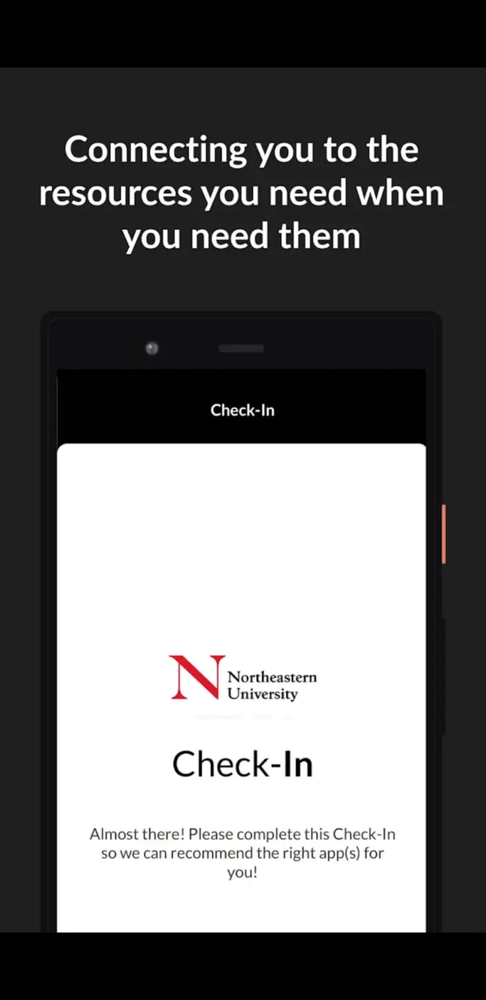 Connecting you to the
resources you need when
you need them
Check-In
N Northeastern
University
Check-In
Almost there! Please complete this Check-In
so we can recommend the right app(s) for
you!